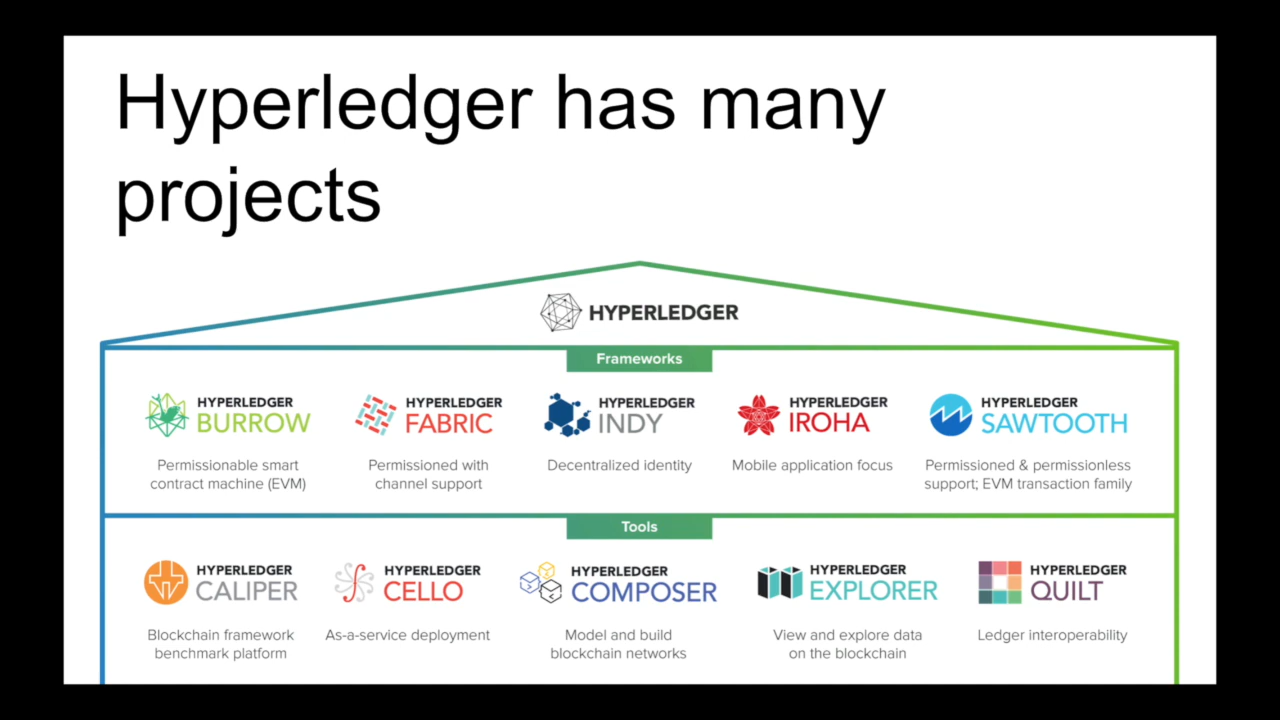 Hyperledger has many
projects
HYPERLEDGER
Frameworks
HYPERLEDGER
BURROW
Permissionable smart
contract machine (EVM)
HYPERLEDGER
FABRIC
Permissioned with
channel support
HYPERLEDGER
INDY
Decentralized identity
HYPERLEDGER
IROHA
Mobile application focus
HYPERLEDGER
SAWTOOTH
Permissioned & permissionless
support; EVM transaction family
Tools
HYPERLEDGER
CALIPER
Blockchain framework
benchmark platform
HYPERLEDGER
CELLO
As-a-service deployment
HYPERLEDGER
COMPOSER
Model and build
blockchain networks
HYPERLEDGER
EXPLORER
View and explore data
on the blockchain
HYPERLEDGER
QUILT
Ledger interoperability